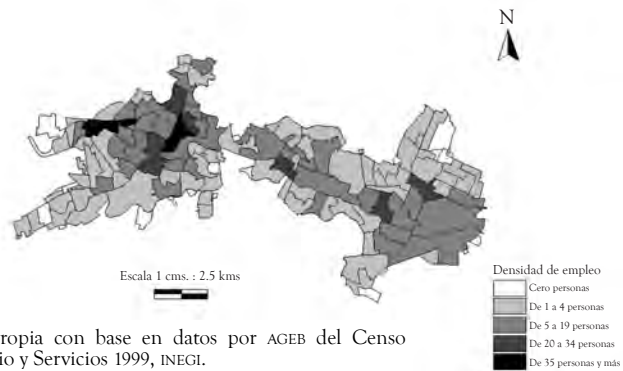 N
Escala 1 cms. : 2.5 kms
Densidad de empleo
Cero personas
De 1 a 4 personas
De 5 a 19 personas
De 20 a 34 personas
De 35 personas y más
ropia con base en datos por AGEB del Censo
io y Servicios 1999, INEGI.